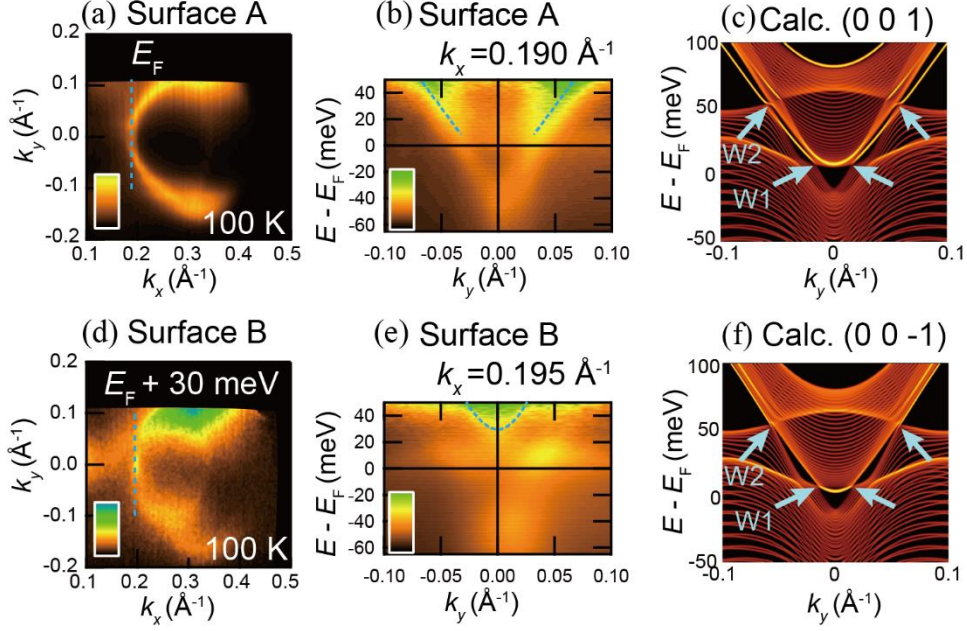 (a) Surface A
E_F
0.2
0.1
0.0
-0.1
-0.2
k_y (Å⁻¹)
100 K
0.1 0.2 0.3 0.4 0.5
k_x (Å⁻¹)
(b) Surface A
k_x =0.190 Å⁻¹
40
20
0
-20
-40
-60
E - E_F (meV)
-0.10 -0.05 0.00 0.05 0.10
k_y (Å⁻¹)
(c) Calc. (0 0 1)
100
50
0
-50
E - E_F (meV)
W2
W1
-0.1 0 0.1
k_y (Å⁻¹)
(d) Surface B
E_F + 30 meV
0.2
0.1
0.0
-0.1
-0.2
k_y (Å⁻¹)
100 K
0.1 0.2 0.3 0.4 0.5
k_x (Å⁻¹)
(e) Surface B
k_x =0.195 Å⁻¹
40
20
0
-20
-40
-60
E - E_F (meV)
-0.10 -0.05 0.00 0.05 0.10
k_y (Å⁻¹)
(f) Calc. (0 0 -1)
100
50
0
-50
E - E_F (meV)
W2
W1
-0.1 0 0.1
k_y (Å⁻¹)